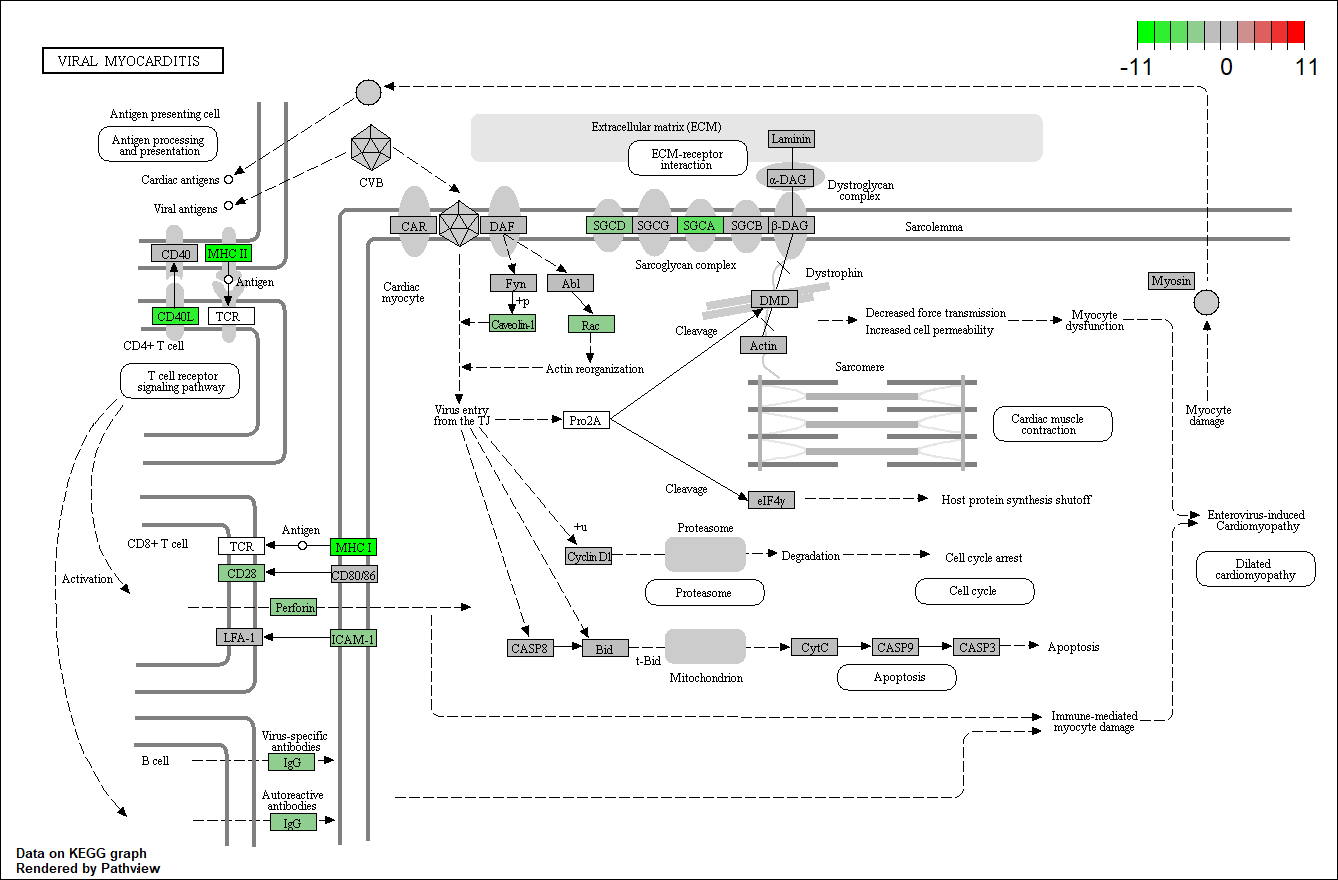 VIRAL MYOCARDITIS
-11 0 11
Antigen presenting cell
Antigen processing
and presentation
Cardiac antigens
Viral antigens
CVB
Extracellular matrix (ECM)
ECM-receptor
interaction
Laminin
α-DAG
Dystroglycan
complex
CAR
DAF
SGCD
SGCG
SGCA
SGCB
β-DAG
Sarcolemma
Sarcoglycan complex
CD40
MHC II
Antigen
CD40L
TCR
CD4+ T cell
T cell receptor
signaling pathway
Cardiac
myocyte
Fyn
Abl
+p
Caveolin-1
Rac
Actin reorganization
Dystrophin
DMD
Cleavage
Actin
Decreased force transmission
Increased cell permeability
Myocyte
dysfunction
Myosin
Myocyte
damage
Sarcomere
Cardiac muscle
contraction
Virus entry
from the TJ
Pro2A
Cleavage
eIF4γ
Host protein synthesis shutoff
Enterovirus-induced
Cardiomyopathy
Dilated
cardiomyopathy
+u
Cyclin D1
Proteasome
Degradation
Cell cycle arrest
Proteasome
Cell cycle
CD8+ T cell
TCR
Antigen
MHC I
CD28
CD80/86
Activation
Perforin
LFA-1
ICAM-1
CASP8
Bid
t-Bid
Mitochondrion
CytC
CASP9
CASP3
Apoptosis
Apoptosis
Immune-mediated
myocyte damage
Virus-specific
antibodies
B cell
IgG
Autoreactive
antibodies
IgG
Data on KEGG graph
Rendered by Pathview